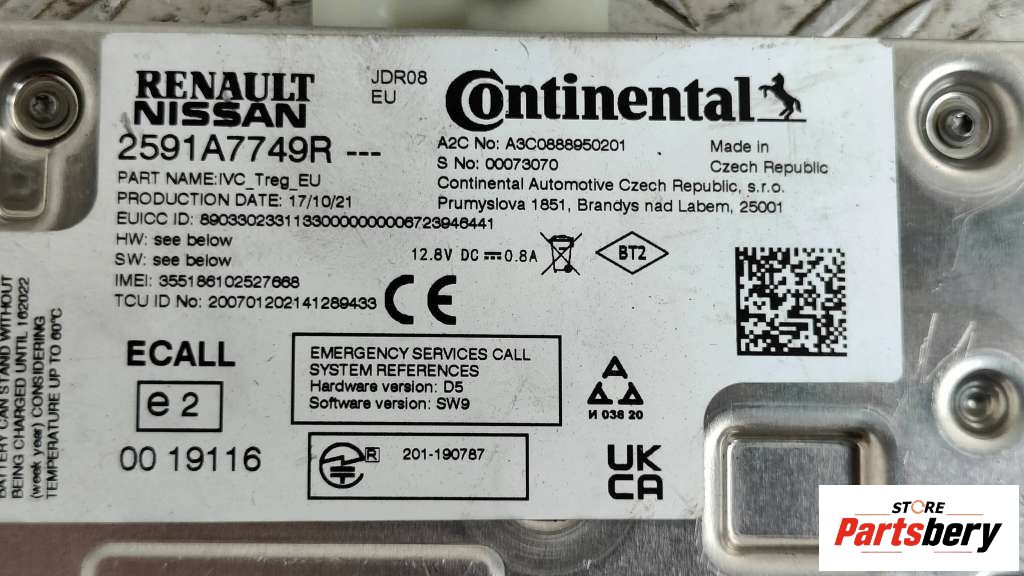 RENAULT
NISSAN
JDR08
EU
Continental
2591A7749R ---
A2C No: A3C0888950201
S No: 00073070
Made in
Czech Republic
PART NAME:IVC_Treg_EU
Continental Automotive Czech Republic, s.r.o.
PRODUCTION DATE: 17/10/21
Prumyslova 1851, Brandys nad Labem, 25001
EUICC ID: 89033023311330000000006723946441
HW: see below
SW: see below
12.8V DC 0.8A
BT2
IMEI: 355186102527668
TCU ID No: 200701202141289433
CE
ECALL
e2
00 19116
EMERGENCY SERVICES CALL
SYSTEM REFERENCES
Hardware version: D5
Software version: SW9
R 201-190787
И 038 20
UK
CA
BATTERY CAN STAND WITHOUT
BEING CHARGED UNTIL 162022
(week year) CONSIDERING
TEMPERATURE UP TO 60°C
STORE
Partsbery